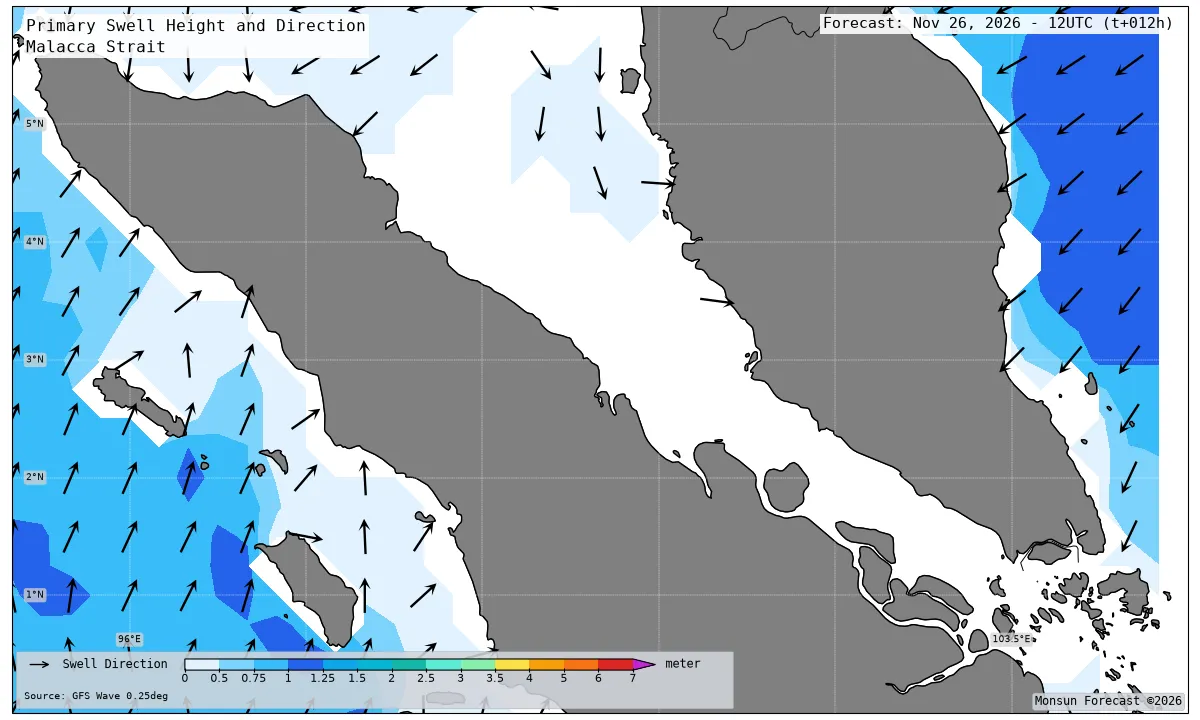 Primary Swell Height and Direction
Malacca Strait
Forecast: Nov 26, 2026 - 12UTC (t+012h)
5°N
4°N
3°N
2°N
1°N
96°E
103.5°E
Swell Direction
meter
0 0.5 0.75 1 1.25 1.5 2 2.5 3 3.5 4 5 6 7
Source: GFS Wave 0.25deg
Monsun Forecast ©2026